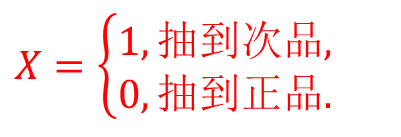 X = { 1, 抽到次品,
0, 抽到正品.